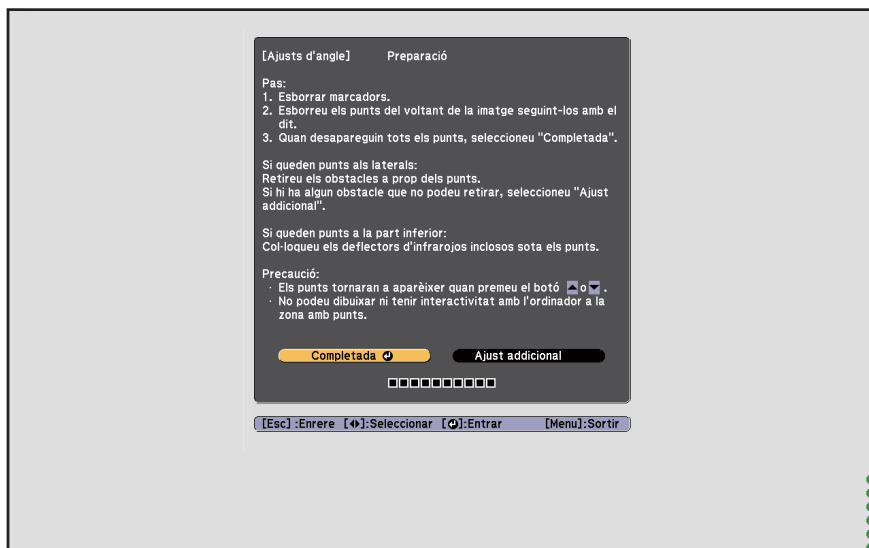 [Ajusts d'angle] Preparació
Pas:
1. Esborrar marcadors.
2. Esborreu els punts del voltant de la imatge seguint-los amb el
dit.
3. Quan desapareguin tots els punts, seleccioneu "Completada".
Si queden punts als laterals:
Retireu els obstacles a prop dels punts.
Si hi ha algun obstacle que no podeu retirar, seleccioneu "Ajust
addicional".
Si queden punts a la part inferior:
Col·loqueu els deflectors d'infrarojos inclosos sota els punts.
Precaució:
· Els punts tornaran a aparèixer quan premeu el botó o .
· No podeu dibuixar ni tenir interactivitat amb l'ordinador a la
zona amb punts.
Completada Ajust addicional
[Esc] :Enrere [ ]:Seleccionar [ ]:Entrar [Menu]:Sortir